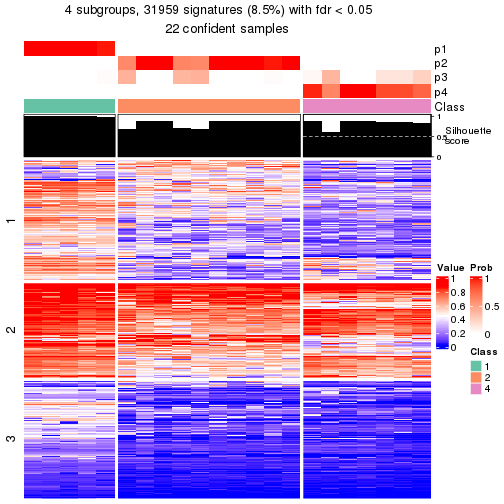 4 subgroups, 31959 signatures (8.5%) with fdr < 0.05
22 confident samples
p1
p2
p3
p4
Class
1
0.5
0
Silhouette
score
1
2
3
Value
1
0.8
0.6
0.4
0.2
0
Prob
1
0.5
0
Class
1
2
4